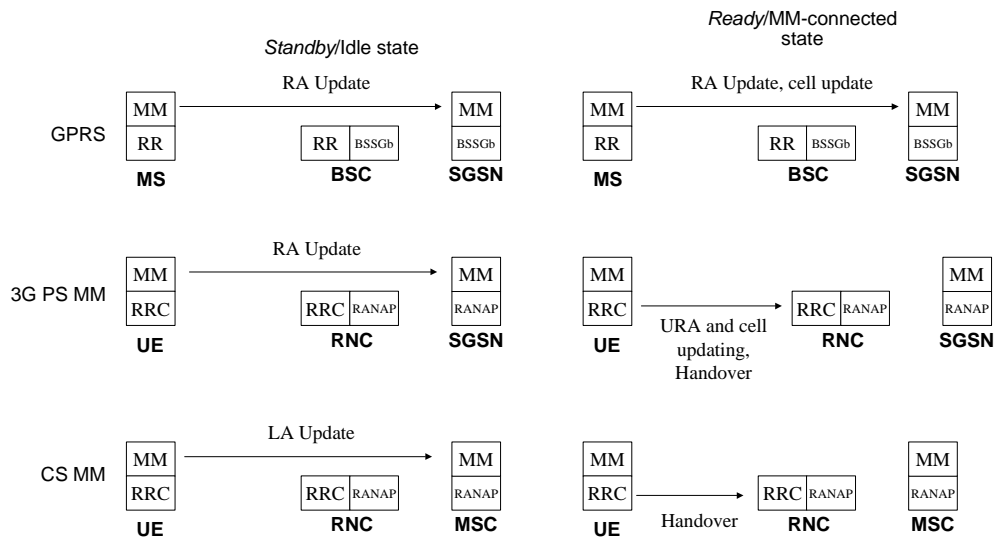 Ready/MM-connected
state
Standby/Idle state
RA Update
RA Update, cell update
GPRS
MM
MM
MM
MM
RR
RR
BSSGb
BSSGb
RR
RR
BSSGb
BSSGb
MS
BSC
SGSN
MS
BSC
SGSN
RA Update
3G PS MM
MM
MM
MM
MM
RRC
RRC
RANAP
RANAP
RRC
RRC
RANAP
RANAP
UE
RNC
SGSN
UE
URA and cell
updating,
Handover
RNC
SGSN
LA Update
CS MM
MM
MM
MM
MM
RRC
RRC
RANAP
RANAP
RRC
RRC
RANAP
RANAP
UE
RNC
MSC
UE
Handover
RNC
MSC